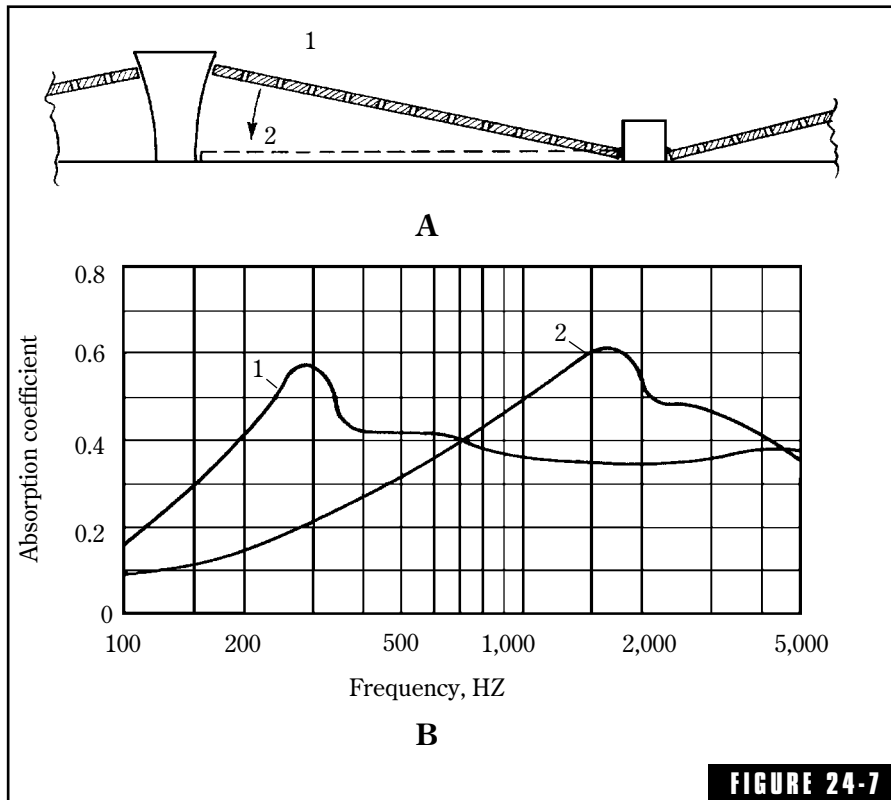 1
2
A
0.8
0.6
0.4
0.2
0
Absorption coefficient
1
2
100 200 500 1,000 2,000 5,000
Frequency, HZ
B
FIGURE 24-7